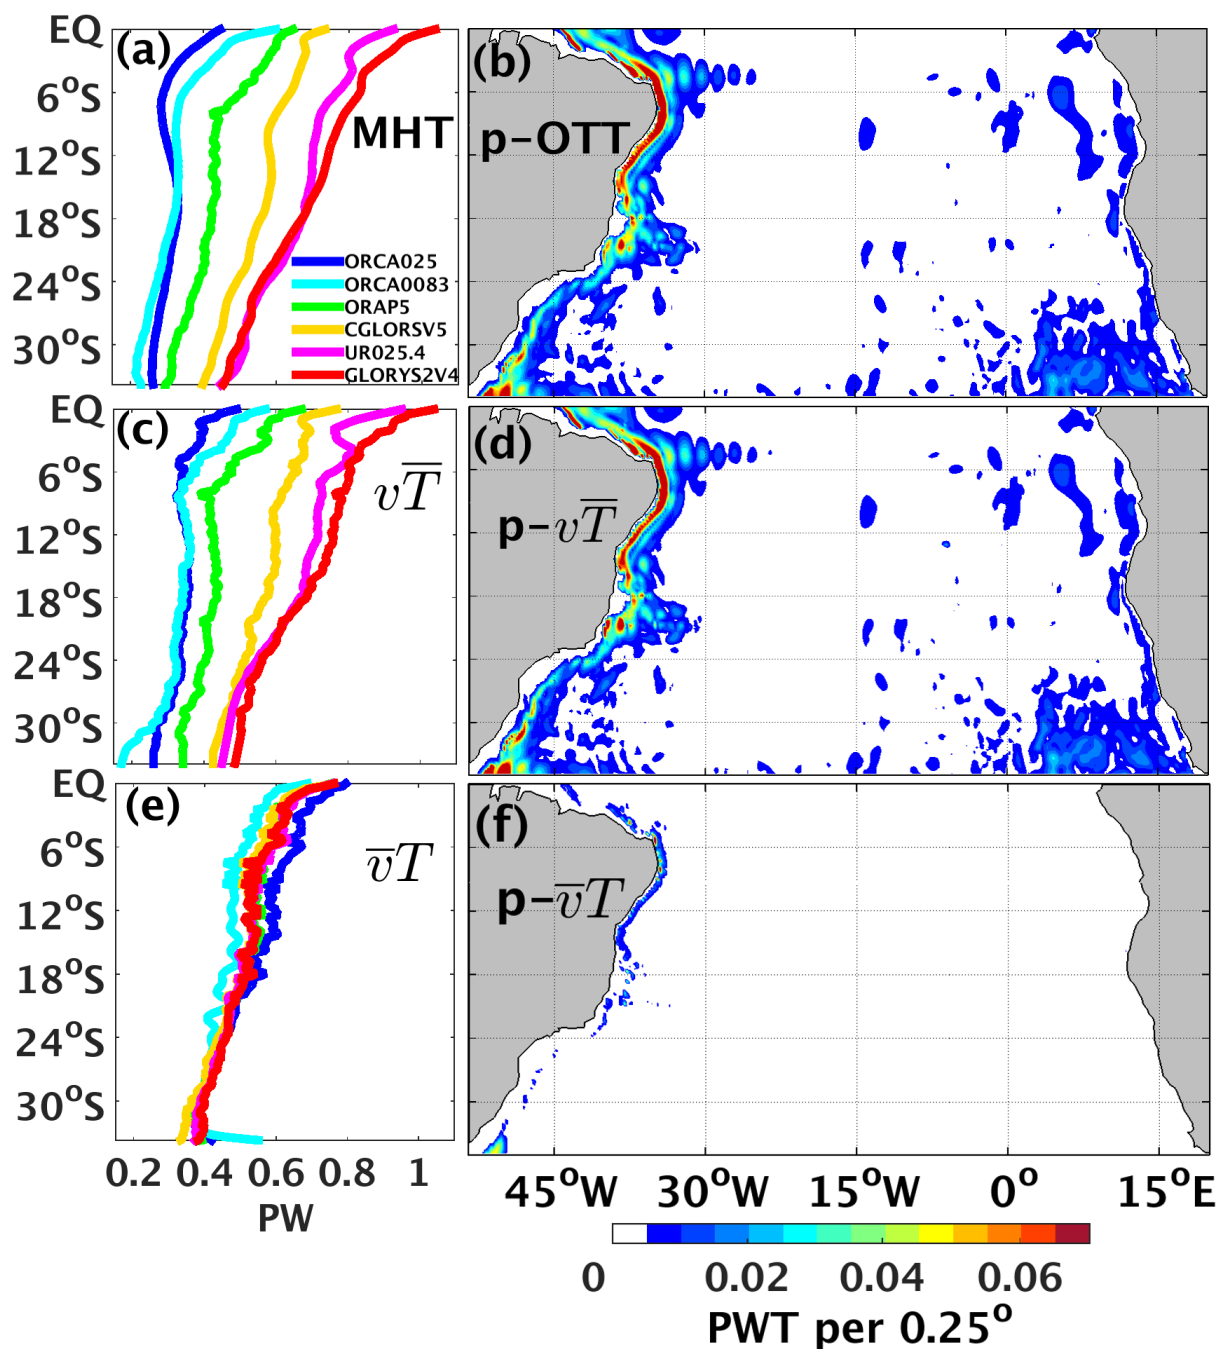 EQ
6°S
12°S
18°S
24°S
30°S
(a)
MHT
ORCA025
ORCA0083
ORAP5
CGLORSV5
UR025.4
GLORYS2V4
(b)
p-OTT
EQ
6°S
12°S
18°S
24°S
30°S
(c)
vT̅
(d)
p-vT̅
EQ
6°S
12°S
18°S
24°S
30°S
(e)
v̅T
0.2 0.4 0.6 0.8 1
PW
(f)
p-v̅T
45°W 30°W 15°W 0° 15°E
0 0.02 0.04 0.06
PWT per 0.25°